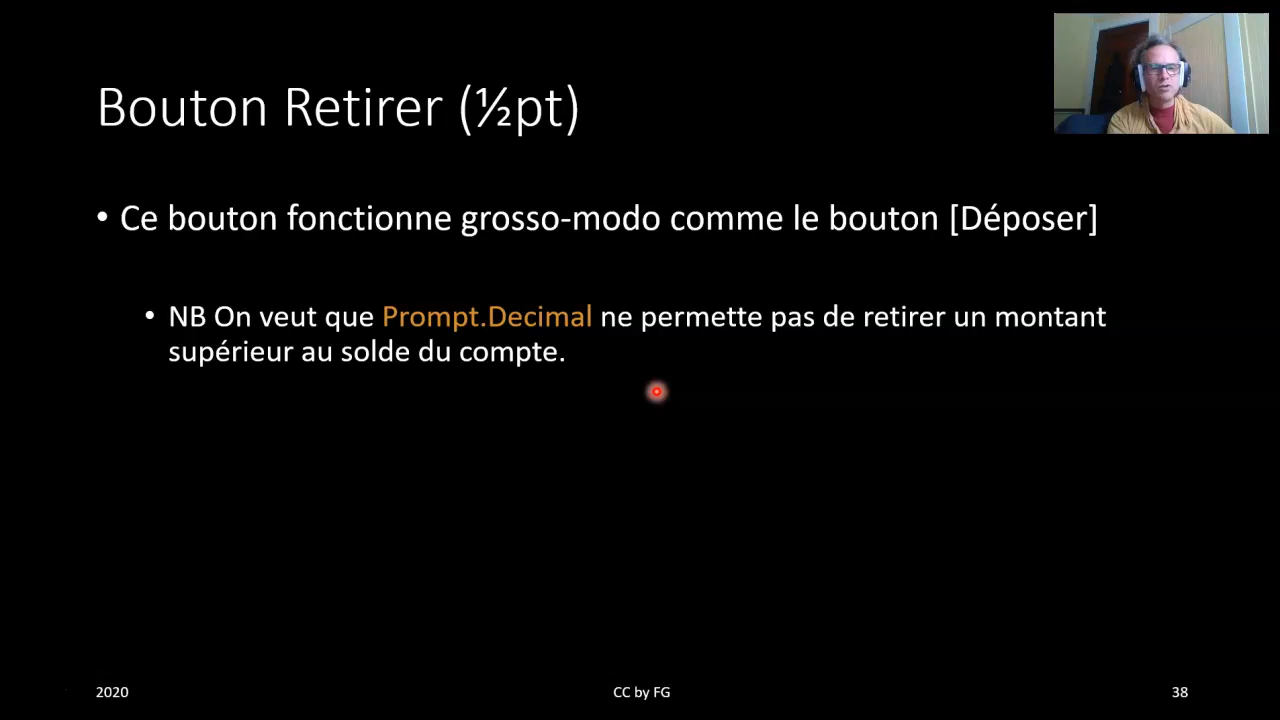 Bouton Retirer (½pt)
• Ce bouton fonctionne grosso-modo comme le bouton [Déposer]
• NB On veut que Prompt.Decimal ne permette pas de retirer un montant
supérieur au solde du compte.
2020
CC by FG
38